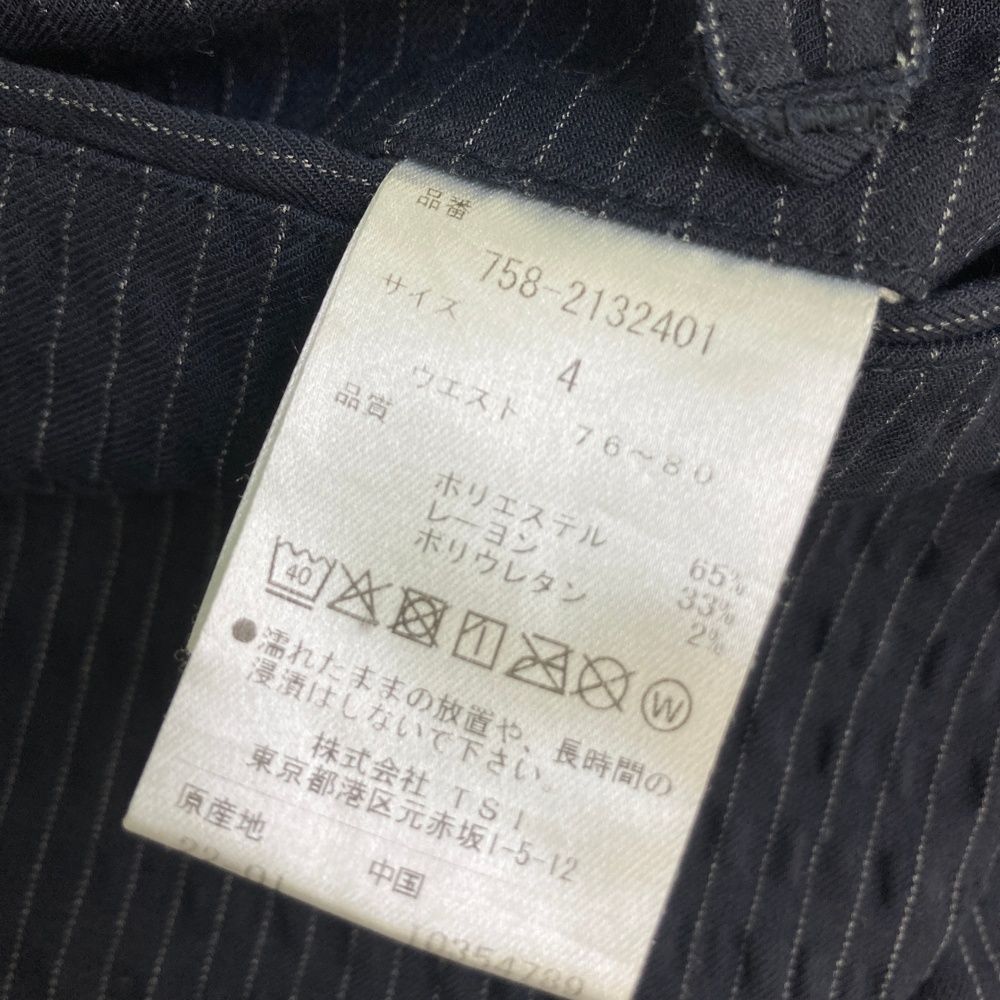 品番
758-2132401
サイズ
4
ウエスト 76～80
品質
ポリエステル 65%
レーヨン 33%
ポリウレタン 2%
40
W
●濡れたままの放置や、長時間の
浸漬はしないで下さい。
株式会社 TSI
東京都港区元赤坂1-5-12
原産地 中国
10354789